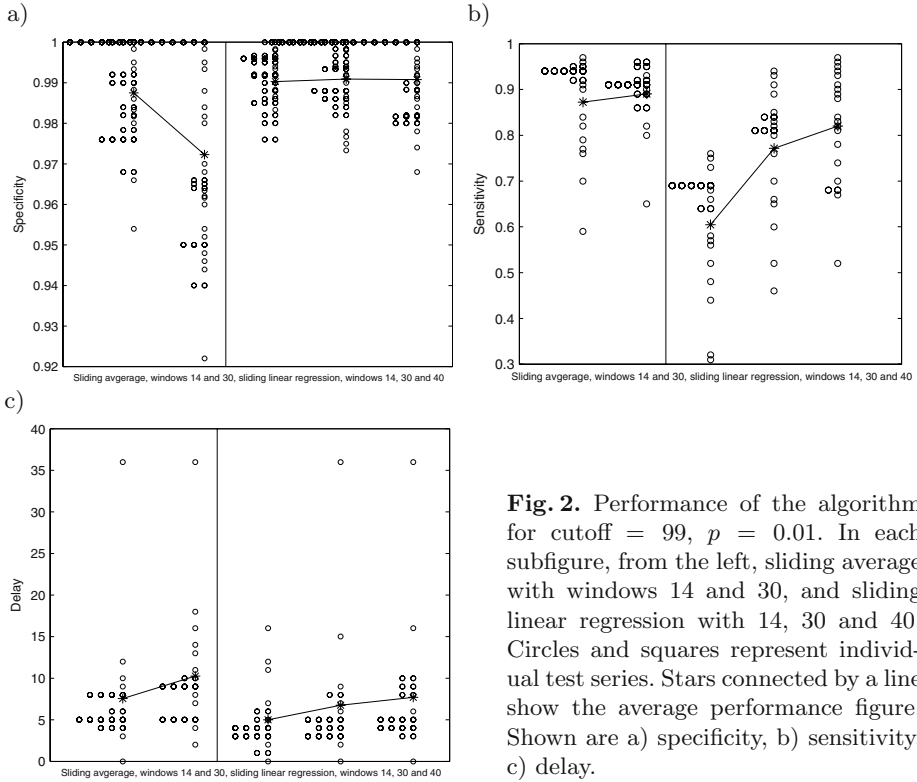 a)
1
0.99
0.98
0.97
0.96
0.95
0.94
0.93
0.92
Specificity
Sliding avgerage, windows 14 and 30, sliding linear regression, windows 14, 30 and 40
b)
1
0.9
0.8
0.7
0.6
0.5
0.4
0.3
Sensitivity
Sliding avgerage, windows 14 and 30, sliding linear regression, windows 14, 30 and 40
c)
40
35
30
25
20
15
10
5
0
Delay
Sliding avgerage, windows 14 and 30, sliding linear regression, windows 14, 30 and 40
Fig. 2. Performance of the algorithm
for cutoff = 99, p = 0.01. In each
subfigure, from the left, sliding average
with windows 14 and 30, and sliding
linear regression with 14, 30 and 40
Circles and squares represent individ-
ual test series. Stars connected by a line
show the average performance figure
Shown are a) specificity, b) sensitivity
c) delay.